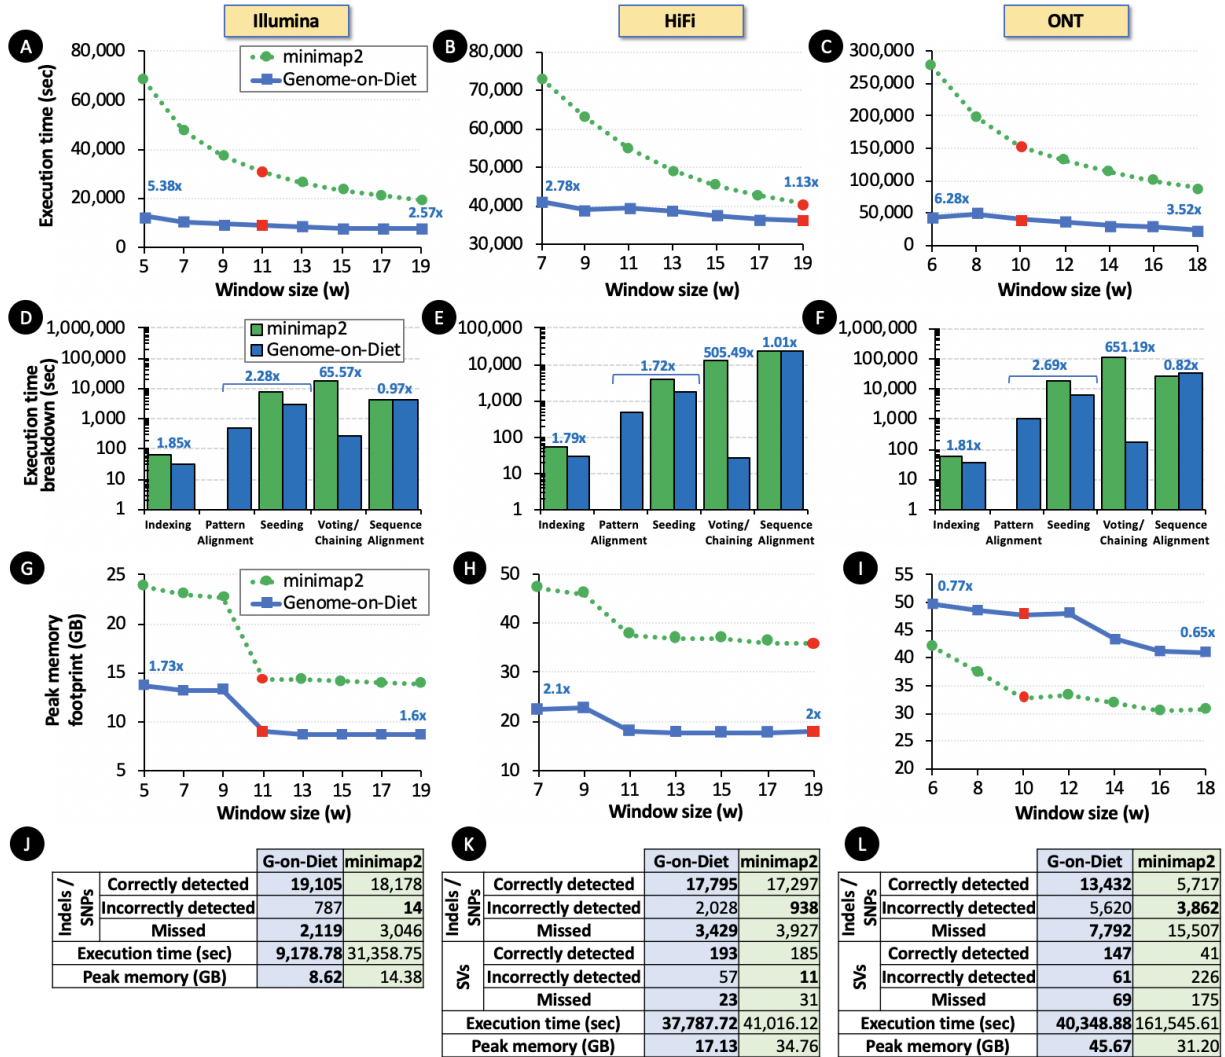 Illumina
HiFi
ONT
A
B
C
Execution time (sec)
80,000
60,000
40,000
20,000
0
minimap2
Genome-on-Diet
5.38x
2.57x
5 7 9 11 13 15 17 19
Window size (w)
80,000
70,000
60,000
50,000
40,000
30,000
2.78x
1.13x
7 9 11 13 15 17 19
Window size (w)
300,000
250,000
200,000
150,000
100,000
50,000
0
6.28x
3.52x
6 8 10 12 14 16 18
Window size (w)
D
E
F
Execution time
breakdown (sec)
1,000,000
100,000
10,000
1,000
100
10
1
minimap2
Genome-on-Diet
1.85x
2.28x
65.57x
0.97x
Indexing Pattern Seeding Voting/ Sequence
Alignment Chaining Alignment
100,000
10,000
1,000
100
10
1
1.79x
1.72x
505.49x
1.01x
Indexing Pattern Seeding Voting/ Sequence
Alignment Chaining Alignment
1,000,000
100,000
10,000
1,000
100
10
1
1.81x
2.69x
651.19x
0.82x
Indexing Pattern Seeding Voting/ Sequence
Alignment Chaining Alignment
G
H
I
Peak memory
footprint (GB)
25
20
15
10
5
minimap2
Genome-on-Diet
1.73x
1.6x
5 7 9 11 13 15 17 19
Window size (w)
50
40
30
20
10
2.1x
2x
7 9 11 13 15 17 19
Window size (w)
55
50
45
40
35
30
25
20
0.77x
0.65x
6 8 10 12 14 16 18
Window size (w)
J
G-on-Diet minimap2
Indels /
SNPs
Correctly detected 19,105 18,178
Incorrectly detected 787 14
Missed 2,119 3,046
Execution time (sec) 9,178.78 31,358.75
Peak memory (GB) 8.62 14.38
K
G-on-Diet minimap2
Indels /
SNPs
Correctly detected 17,795 17,297
Incorrectly detected 2,028 938
Missed 3,429 3,927
SVs
Correctly detected 193 185
Incorrectly detected 57 11
Missed 23 31
Execution time (sec) 37,787.72 41,016.12
Peak memory (GB) 17.13 34.76
L
G-on-Diet minimap2
Indels /
SNPs
Correctly detected 13,432 5,717
Incorrectly detected 5,620 3,862
Missed 7,792 15,507
SVs
Correctly detected 147 41
Incorrectly detected 61 226
Missed 69 175
Execution time (sec) 40,348.88 161,545.61
Peak memory (GB) 45.67 31.20